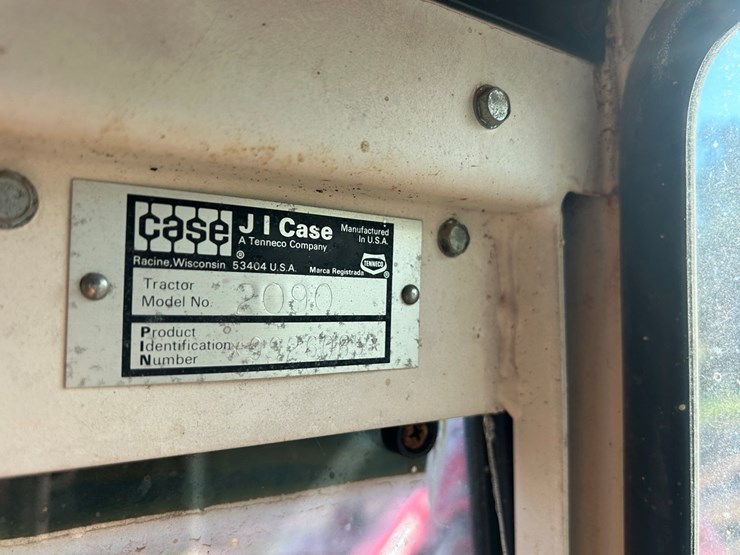 case
J I Case
Manufactured
In U.S.A.
A Tenneco Company
®
Racine, Wisconsin 53404 U.S.A.
Marca Registrada
TENNECO
®
Tractor
Model No. 2090
Product
Identification
Number